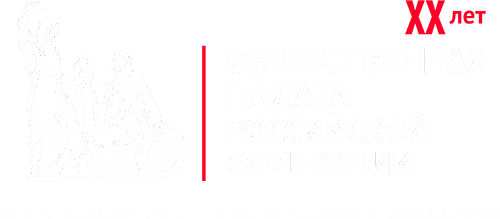 XX лет
ОБЩЕСТВЕННАЯ
ПАЛАТА
РОССИЙСКОЙ
ФЕДЕРАЦИИ